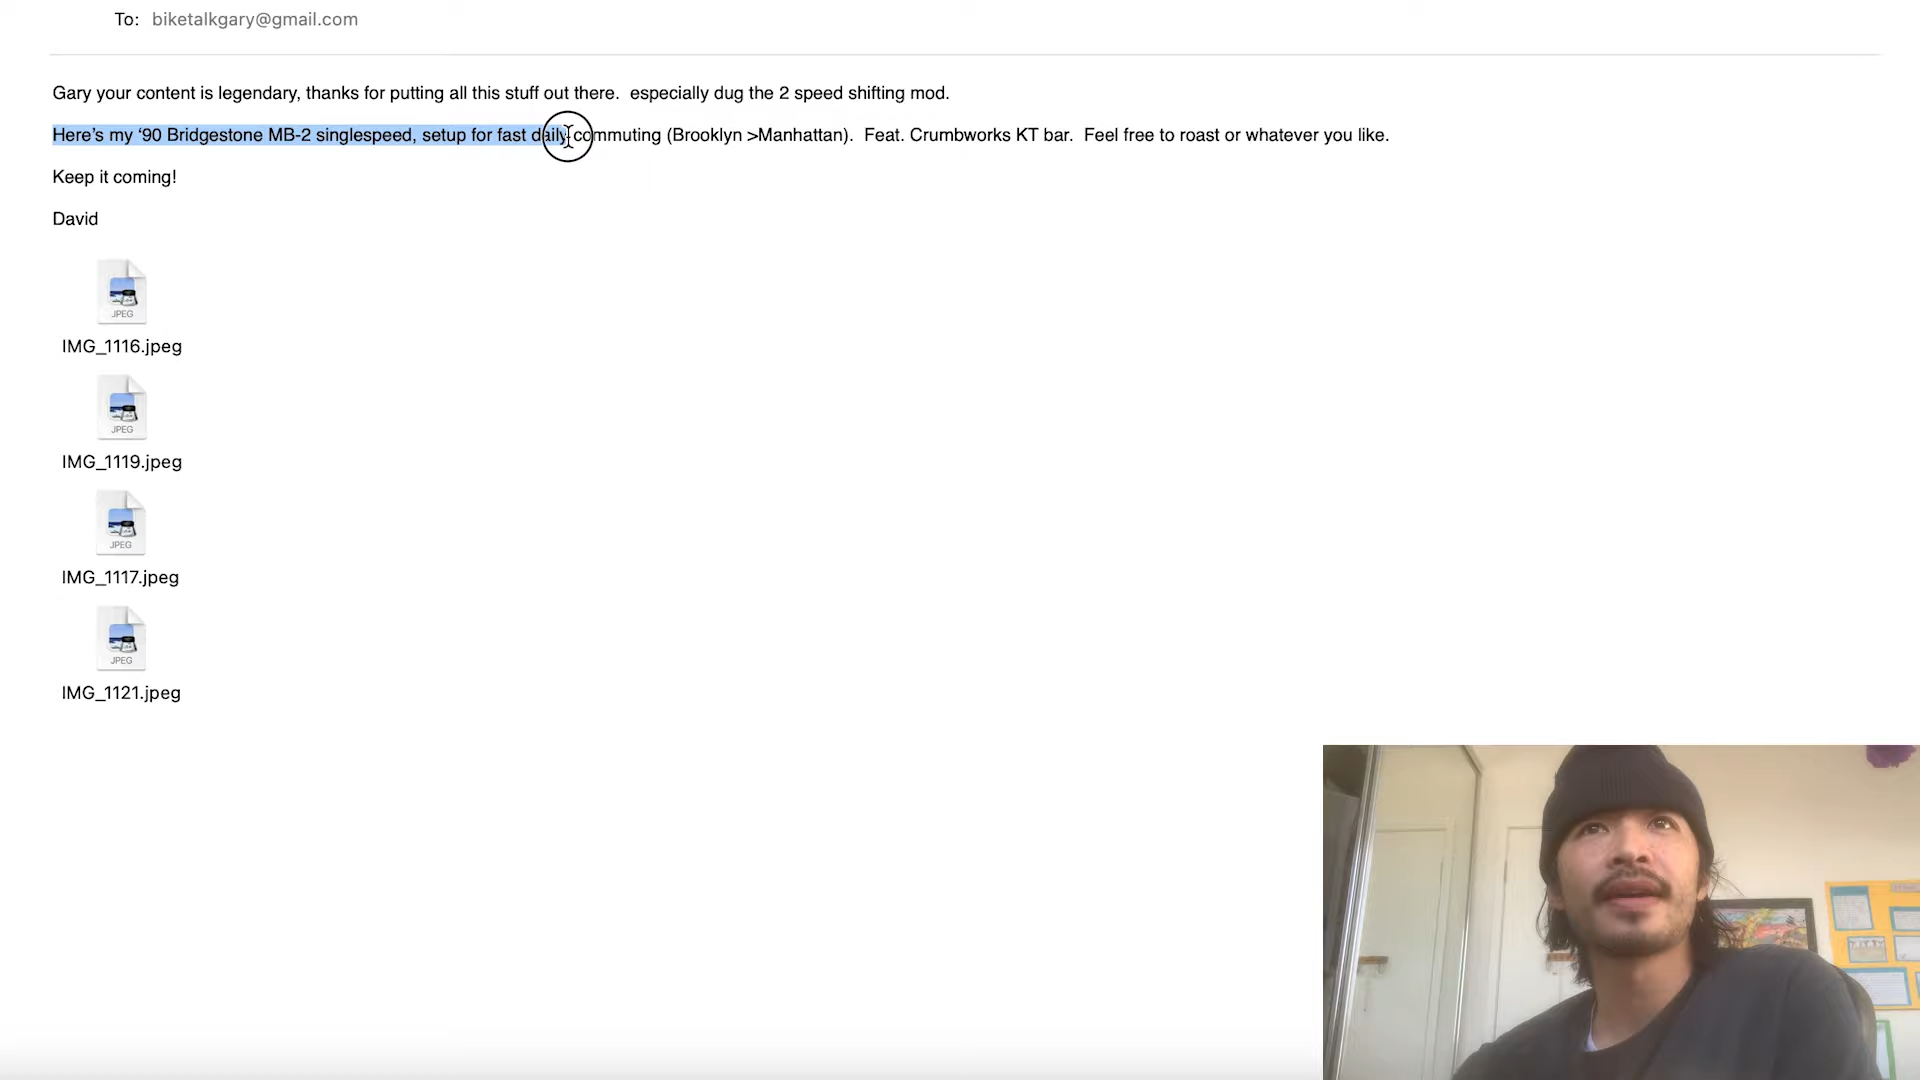 To: biketalkgary@gmail.com
Gary your content is legendary, thanks for putting all this stuff out there.  especially dug the 2 speed shifting mod.
Here’s my ‘90 Bridgestone MB-2 singlespeed, setup for fast daily commuting (Brooklyn >Manhattan).  Feat. Crumbworks KT bar.  Feel free to roast or whatever you like.
Keep it coming!
David
JPEG
IMG_1116.jpeg
JPEG
IMG_1119.jpeg
JPEG
IMG_1117.jpeg
JPEG
IMG_1121.jpeg